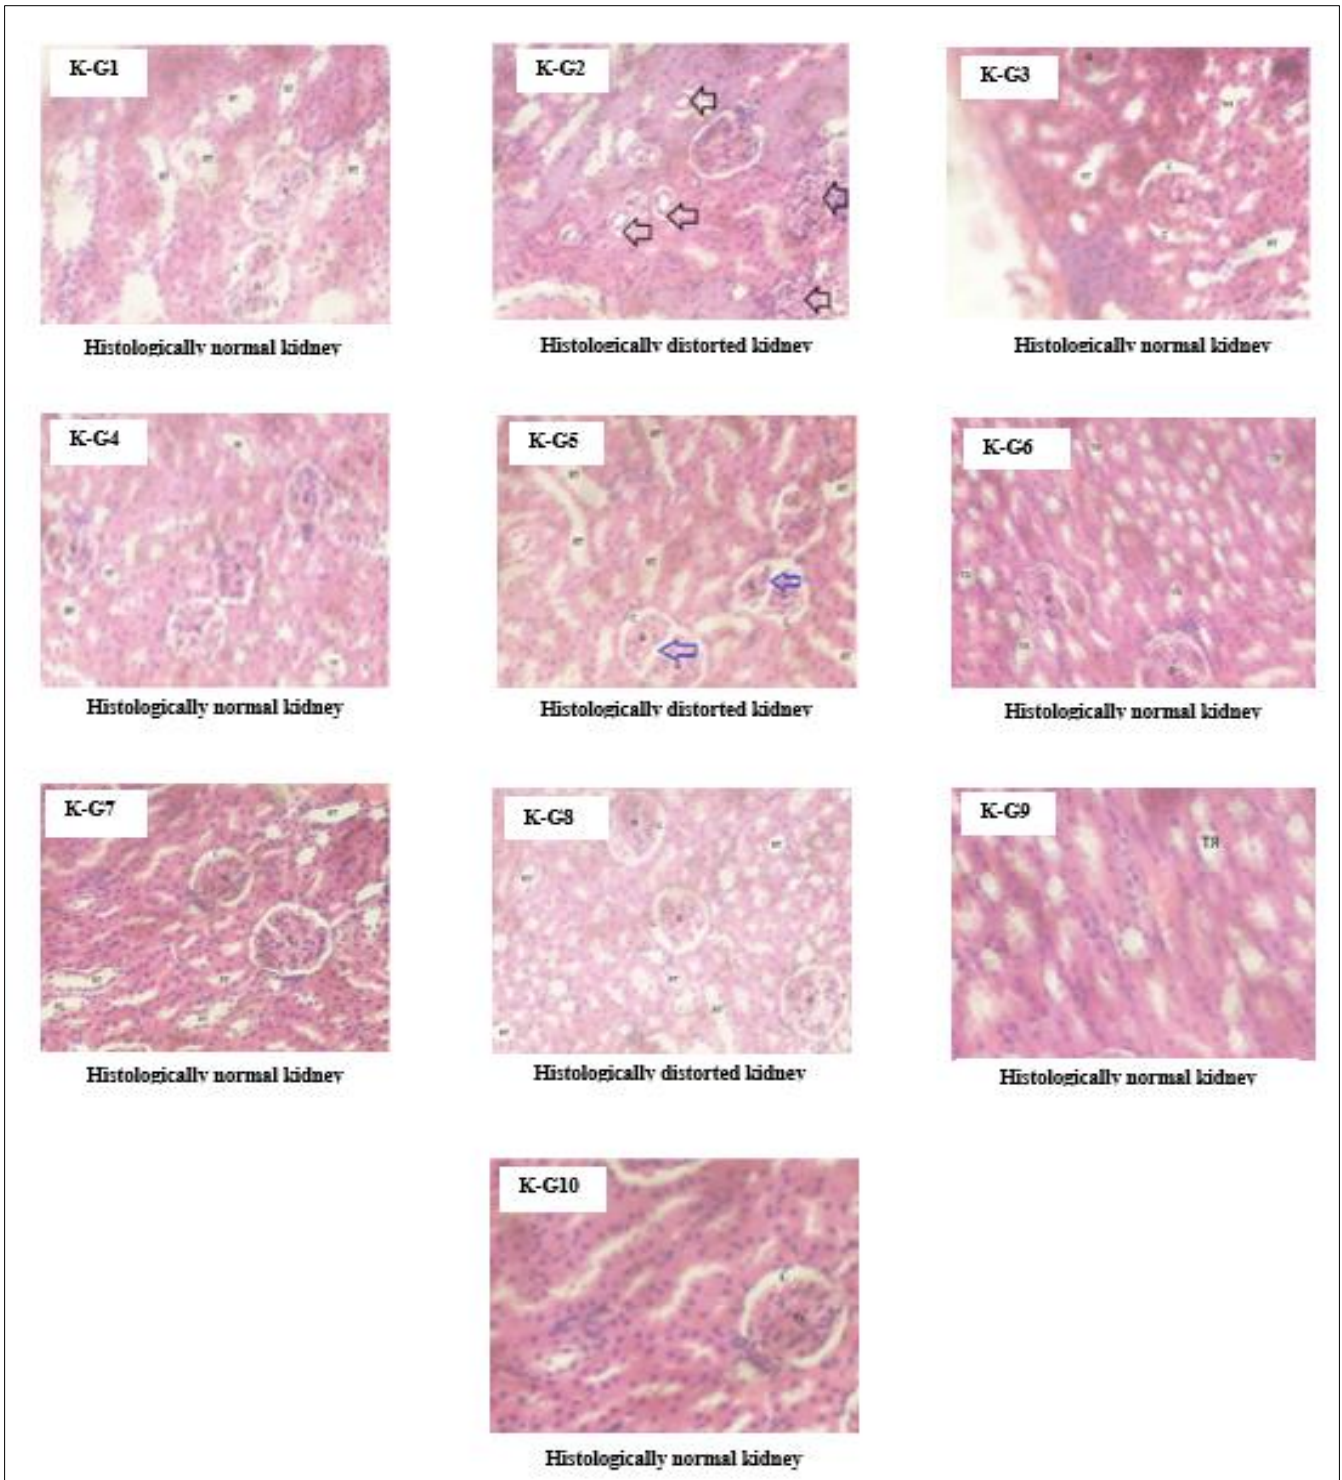 K-G1
K-G2
K-G3
Histologically normal kidney
Histologically distorted kidney
Histologically normal kidney
K-G4
K-G5
K-G6
Histologically normal kidney
Histologically distorted kidney
Histologically normal kidney
K-G7
K-G8
K-G9
TR
Histologically normal kidney
Histologically distorted kidney
Histologically normal kidney
K-G10
C
Histologically normal kidney